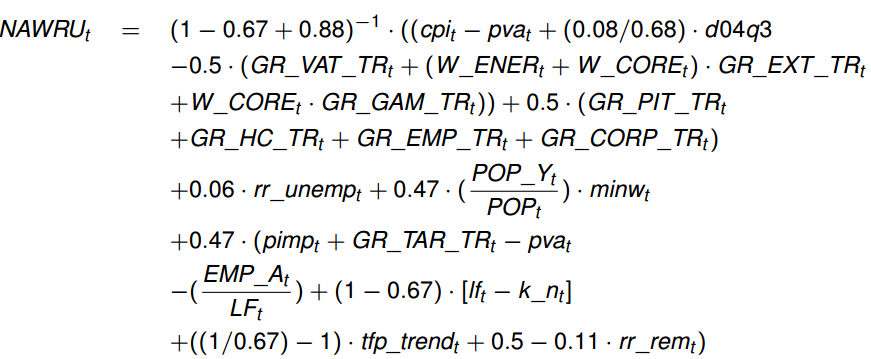 NAWRU_t = (1 − 0.67 + 0.88)^{−1} · ((cpi_t − pva_t + (0.08/0.68) · d04q3
−0.5 · (GR_VAT_TR_t + (W_ENER_t + W_CORE_t) · GR_EXT_TR_t
+W_CORE_t · GR_GAM_TR_t)) + 0.5 · (GR_PIT_TR_t
+GR_HC_TR_t + GR_EMP_TR_t + GR_CORP_TR_t)
+0.06 · rr_unemp_t + 0.47 · (\frac{POP_Y_t}{POP_t}) · minw_t
+0.47 · (pimp_t + GR_TAR_TR_t − pva_t
−(\frac{EMP_A_t}{LF_t}) + (1 − 0.67) · [lf_t − k_n_t]
+((1/0.67) − 1) · tfp_trend_t + 0.5 − 0.11 · rr_rem_t)